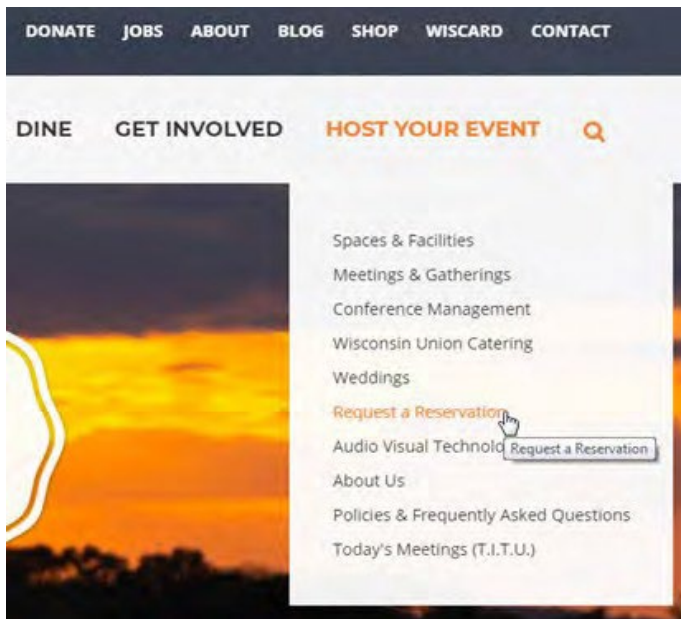 DONATE JOBS ABOUT BLOG SHOP WISCARD CONTACT
DINE GET INVOLVED HOST YOUR EVENT
Spaces & Facilities
Meetings & Gatherings
Conference Management
Wisconsin Union Catering
Weddings
Request a Reservation
Audio Visual Technolo
Request a Reservation
About Us
Policies & Frequently Asked Questions
Today's Meetings (T.I.T.U.)